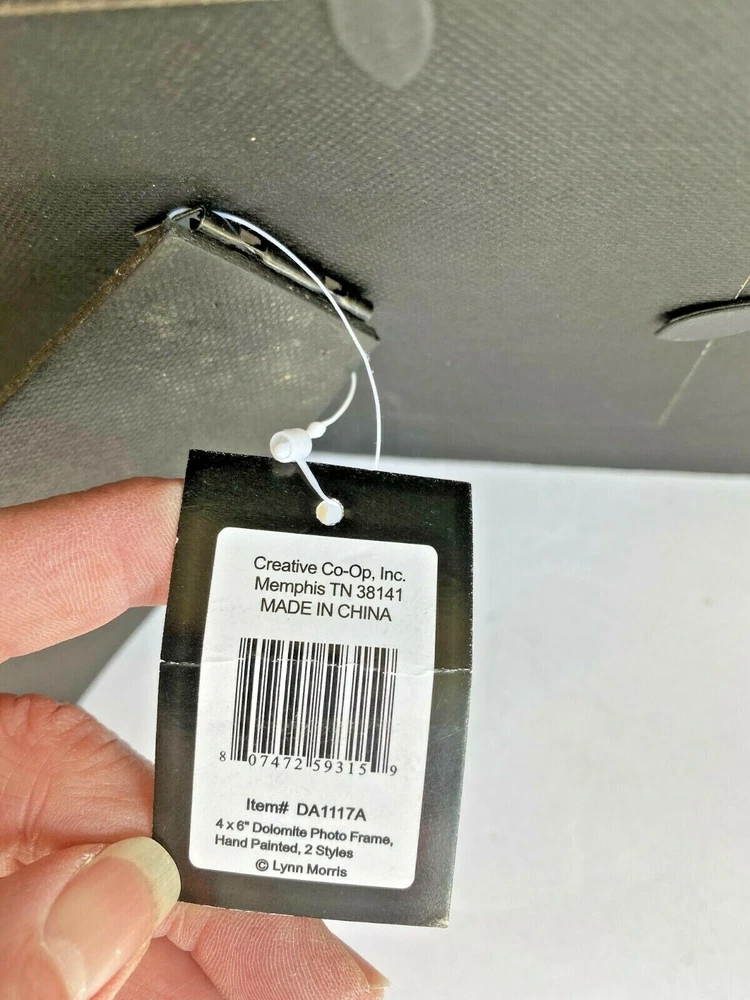 Creative Co-Op, Inc.
Memphis TN 38141
MADE IN CHINA
8 07472 59315 9
Item# DA1117A
4 x 6" Dolomite Photo Frame,
Hand Painted, 2 Styles
© Lynn Morris